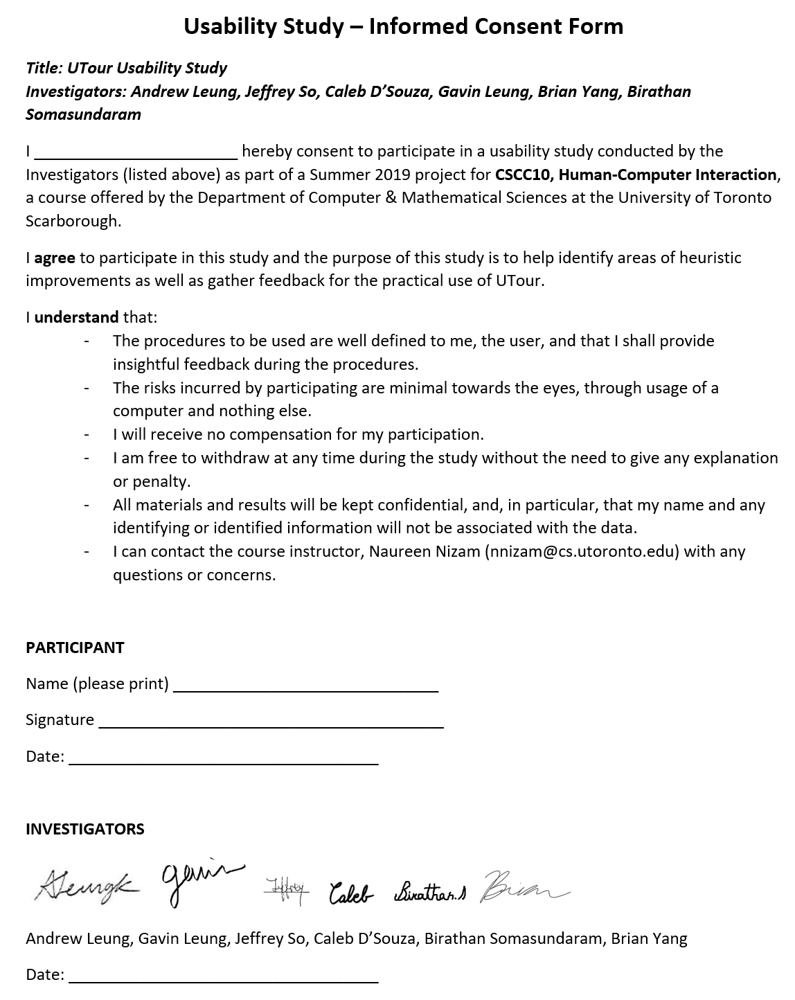 Usability Study – Informed Consent Form
Title: UTour Usability Study
Investigators: Andrew Leung, Jeffrey So, Caleb D’Souza, Gavin Leung, Brian Yang, Birathan
Somasundaram
I ________________________ hereby consent to participate in a usability study conducted by the
Investigators (listed above) as part of a Summer 2019 project for CSCC10, Human-Computer Interaction,
a course offered by the Department of Computer & Mathematical Sciences at the University of Toronto
Scarborough.
I agree to participate in this study and the purpose of this study is to help identify areas of heuristic
improvements as well as gather feedback for the practical use of UTour.
I understand that:
- The procedures to be used are well defined to me, the user, and that I shall provide
insightful feedback during the procedures.
- The risks incurred by participating are minimal towards the eyes, through usage of a
computer and nothing else.
- I will receive no compensation for my participation.
- I am free to withdraw at any time during the study without the need to give any explanation
or penalty.
- All materials and results will be kept confidential, and, in particular, that my name and any
identifying or identified information will not be associated with the data.
- I can contact the course instructor, Naureen Nizam (nnizam@cs.utoronto.edu) with any
questions or concerns.
PARTICIPANT
Name (please print) ________________________________
Signature __________________________________________
Date: ______________________________________
INVESTIGATORS
Gavin Jeffrey Caleb Birathan.S Brian
Andrew Leung, Gavin Leung, Jeffrey So, Caleb D’Souza, Birathan Somasundaram, Brian Yang
Date: ______________________________________